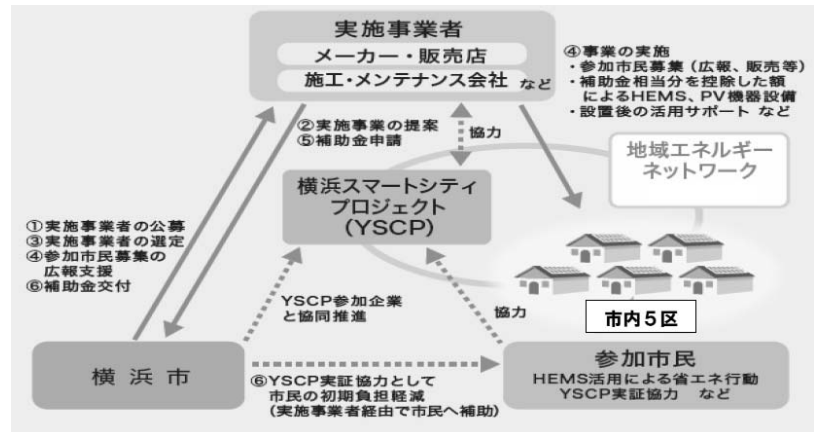 実施事業者
メーカー・販売店
施工・メンテナンス会社 など
④事業の実施
・参加市民募集(広報、販売等)
・補助金相当分を控除した額
によるHEMS、PV機器設備
・設置後の活用サポート など
②実施事業の提案
⑤補助金申請
協力
地域エネルギー
ネットワーク
横浜スマートシティ
プロジェクト
(YSCP)
①実施事業者の公募
③実施事業者の選定
④参加市民募集の
広報支援
⑥補助金交付
YSCP参加企業
と協同推進
協力
市内5区
横浜市
⑥YSCP実証協力として
市民の初期負担軽減
(実施事業者経由で市民へ補助)
参加市民
HEMS活用による省エネ行動
YSCP実証協力 など